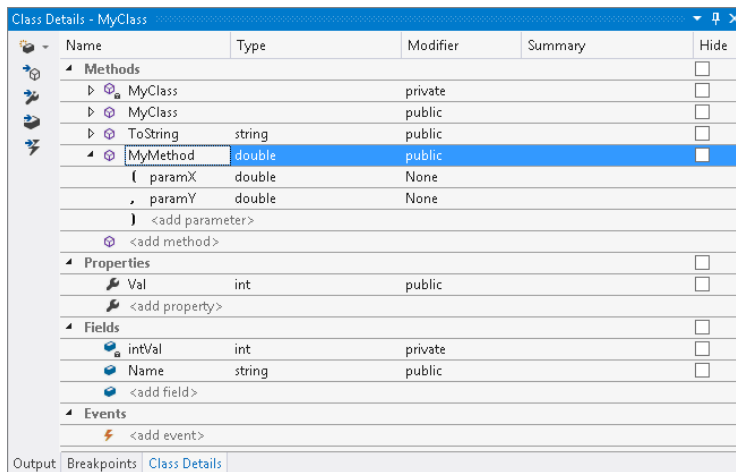 Class Details - MyClass
Name Type Modifier Summary Hide
Methods
MyClass private
MyClass public
ToString string public
MyMethod double public
( paramX double None
, paramY double None
) <add parameter>
<add method>
Properties
Val int public
<add property>
Fields
intVal int private
Name string public
<add field>
Events
<add event>
Output Breakpoints Class Details